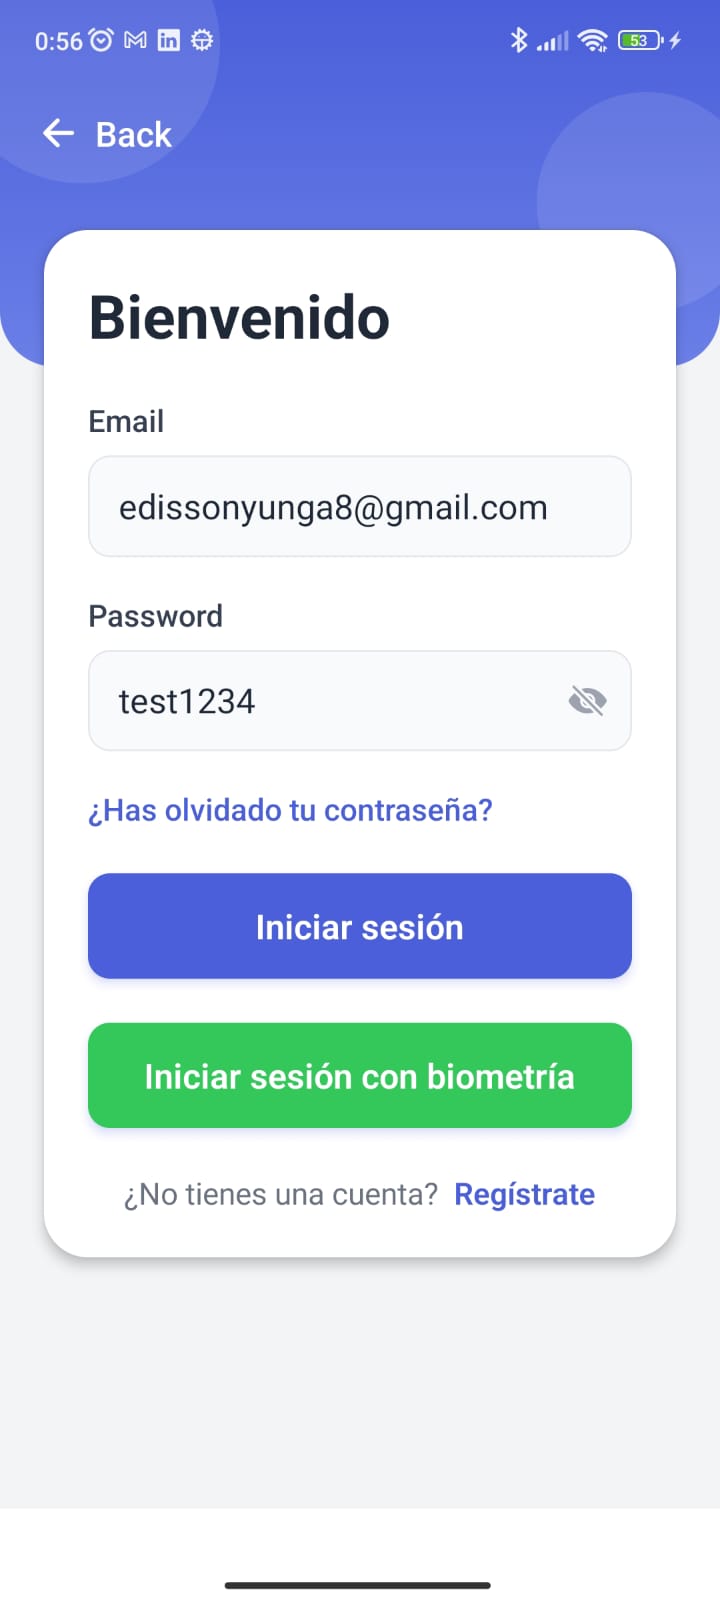 0:56
53
Back
Bienvenido
Email
edissonyunga8@gmail.com
Password
test1234
¿Has olvidado tu contraseña?
Iniciar sesión
Iniciar sesión con biometría
¿No tienes una cuenta? Regístrate